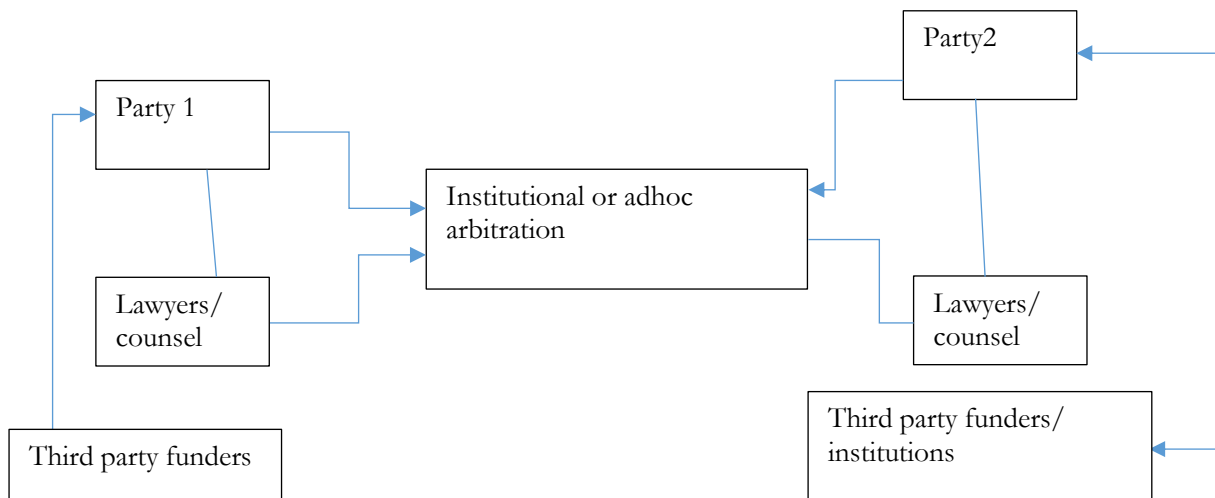 Party2
Party 1
Institutional or adhoc
arbitration
Lawyers/
counsel
Lawyers/
counsel
Third party funders
Third party funders/
institutions